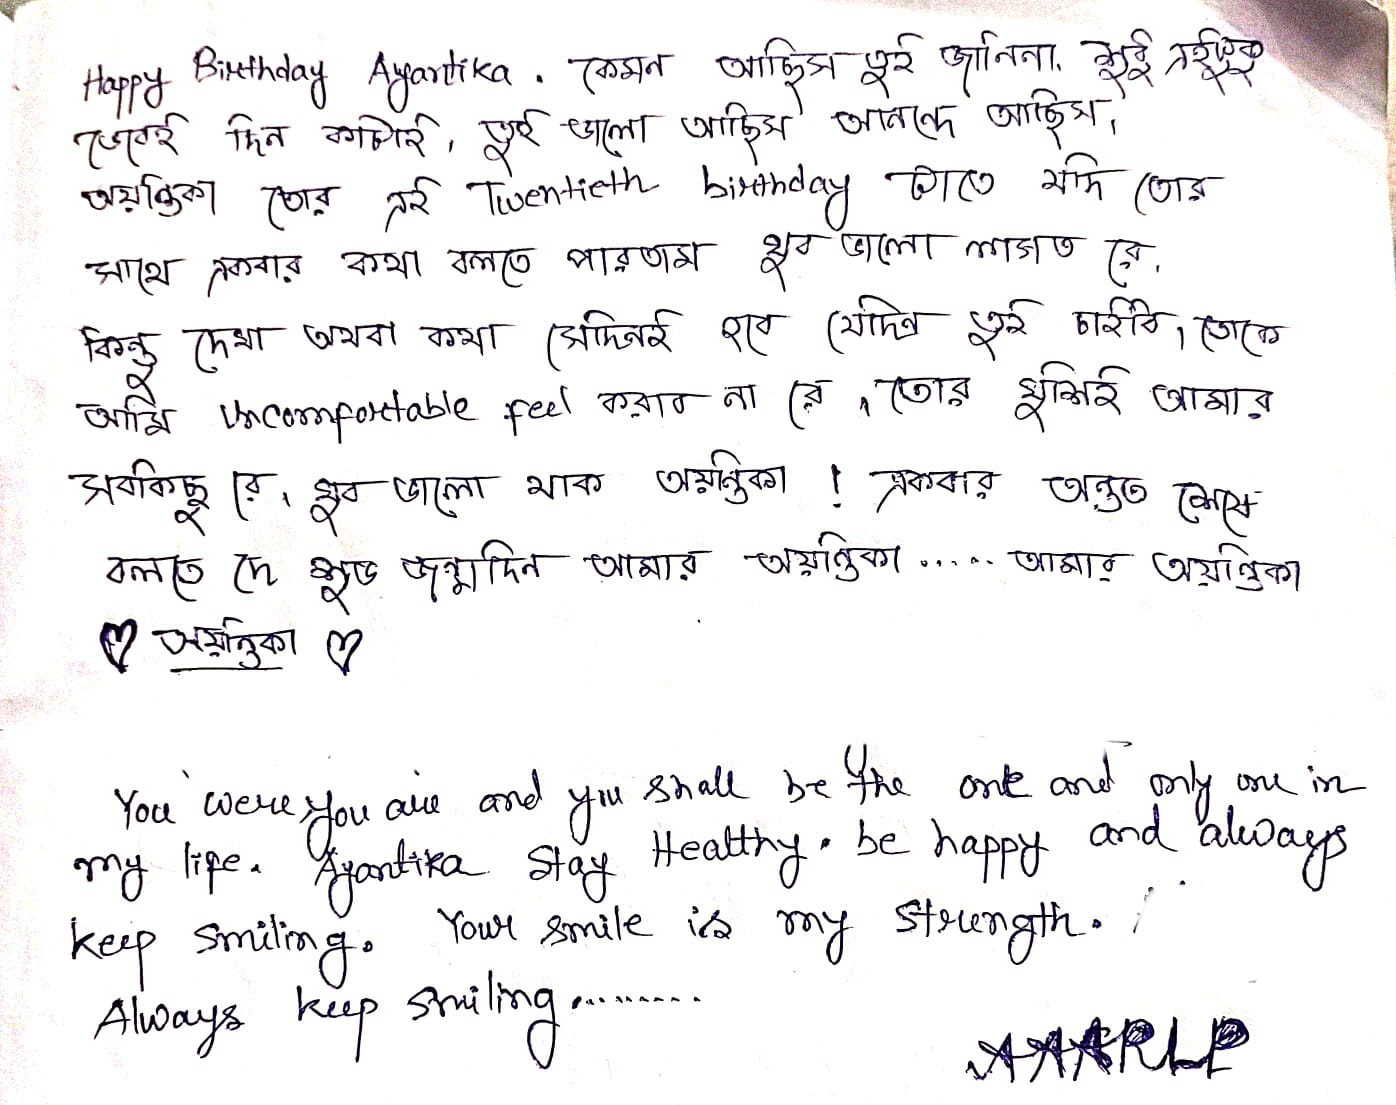 Happy Birthday Ayantika. কেমন আছিস তুই জানিনা, শুধু এইটুকু
ভেবেই দিন কাটাই, তুই ভালো আছিস আনন্দে আছিস,
অয়ন্তিকা তোর এই Twentieth birthday টাতে যদি তোর
সাথে একবার কথা বলতে পারতাম খুব ভালো লাগত রে,
কিন্তু দেখা অথবা কথা সেদিনই হবে যেদিন তুই চাইবি, তোকে
আমি Uncomfortable feel করাব না রে, তোর খুশিই আমার
সবকিছু রে, খুব ভালো থাক অয়ন্তিকা ! একবার অন্তত শেষে
বলতে দে শুভ জন্মদিন আমার অয়ন্তিকা ..... আমার অয়ন্তিকা
♡ অয়ন্তিকা ♡
You were, you are and you shall be the one and only one in
my life. Ayantika stay Healthy. be happy and always
keep smiling. Your smile is my strength.
Always keep smiling.........
AAARLP